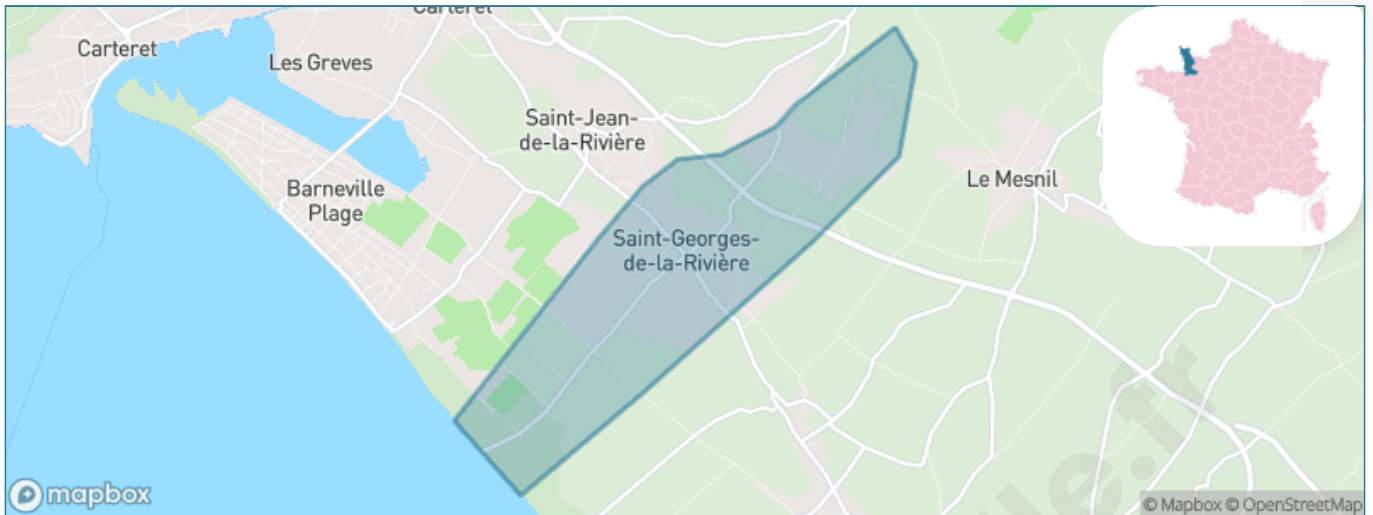 Carteret
Carteret
Les Greves
Saint-Jean-
de-la-Rivière
Barneville
Plage
Le Mesnil
Saint-Georges-
de-la-Rivière
mapbox
© Mapbox © OpenStreetMap